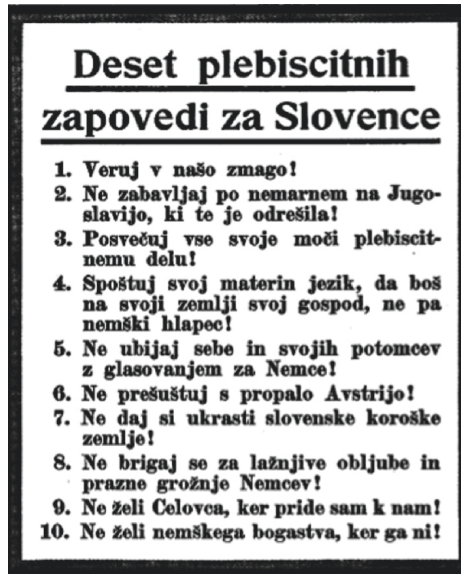 Deset plebiscitnih
zapovedi za Slovence
1. Veruj v našo zmago!
2. Ne zabavljaj po nemarnem na Jugo-
slavijo, ki te je odrešila!
3. Posvečuj vse svoje moči plebiscit-
nemu delu!
4. Spoštuj svoj materin jezik, da boš
na svoji zemlji svoj gospod, ne pa
nemški hlapec!
5. Ne ubijaj sebe in svojih potomcev
z glasovanjem za Nemce!
6. Ne prešuštuj s propalo Avstrijo!
7. Ne daj si ukrasti slovenske koroške
zemlje!
8. Ne brigaj se za lažnjive obljube in
prazne grožnje Nemcev!
9. Ne želi Celovca, ker pride sam k nam!
10. Ne želi nemškega bogastva, ker ga ni!